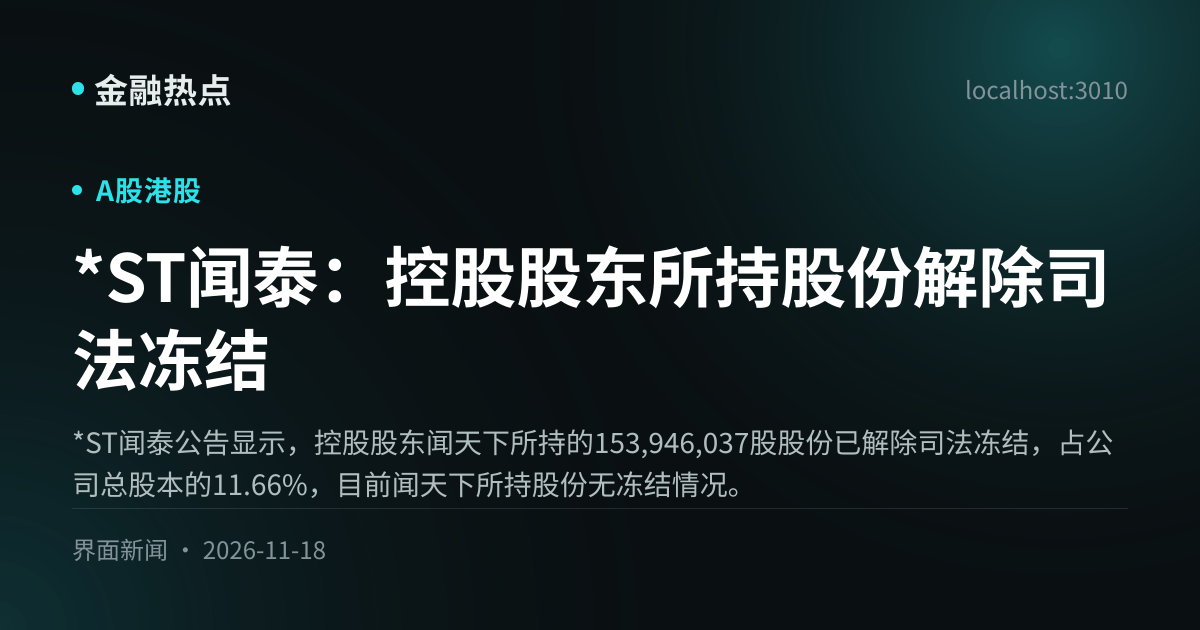 金融热点
localhost:3010
A股港股
*ST闻泰：控股股东所持股份解除司
法冻结
*ST闻泰公告显示，控股股东闻天下所持的153,946,037股股份已解除司法冻结，占公
司总股本的11.66%，目前闻天下所持股份无冻结情况。
界面新闻 · 2026-11-18